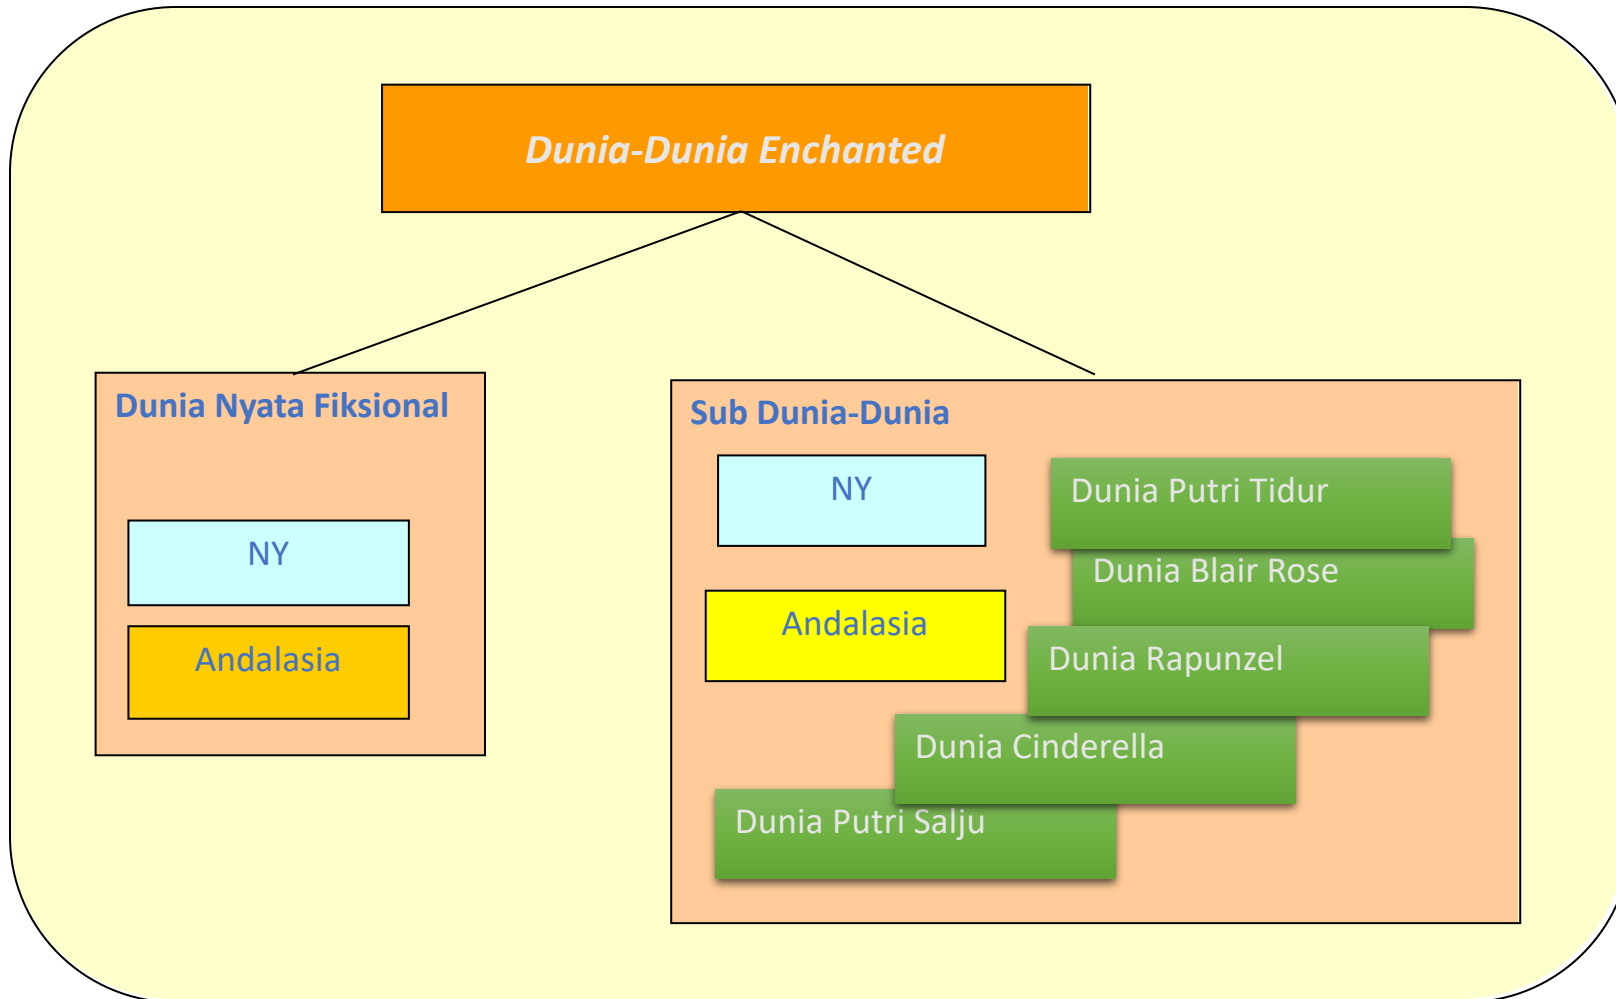 Dunia-Dunia Enchanted
Dunia Nyata Fiksional
NY
Andalasia
Sub Dunia-Dunia
NY
Andalasia
Dunia Putri Tidur
Dunia Blair Rose
Dunia Rapunzel
Dunia Cinderella
Dunia Putri Salju